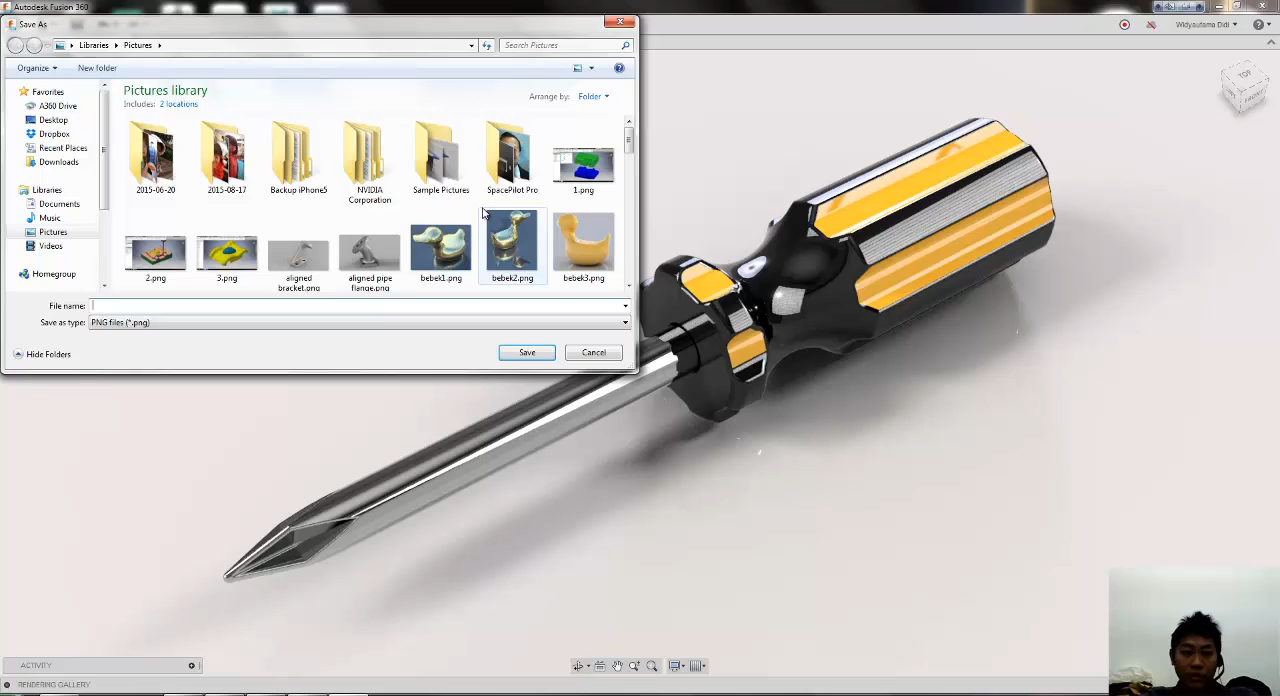 Autodesk Fusion 360
Save As
Widyautamo Didi
Libraries
Pictures
Search Pictures
Organize
New folder
Pictures library
Includes: 2 locations
Arrange by: Folder
Favorites
A360 Drive
Desktop
Dropbox
Recent Places
Downloads
Libraries
Documents
Music
Pictures
Videos
Homegroup
2015-06-20
2015-08-17
Backup iPhone5
NVIDIA
Corporation
Sample Pictures
SpacePilot Pro
1.png
2.png
3.png
aligned
bracket.png
aligned pipe
flange.png
bebek1.png
bebek2.png
bebek3.png
File name:
Save as type: PNG files (*.png)
Hide Folders
Save
Cancel
TOP
FRONT
ACTIVITY
RENDERING GALLERY